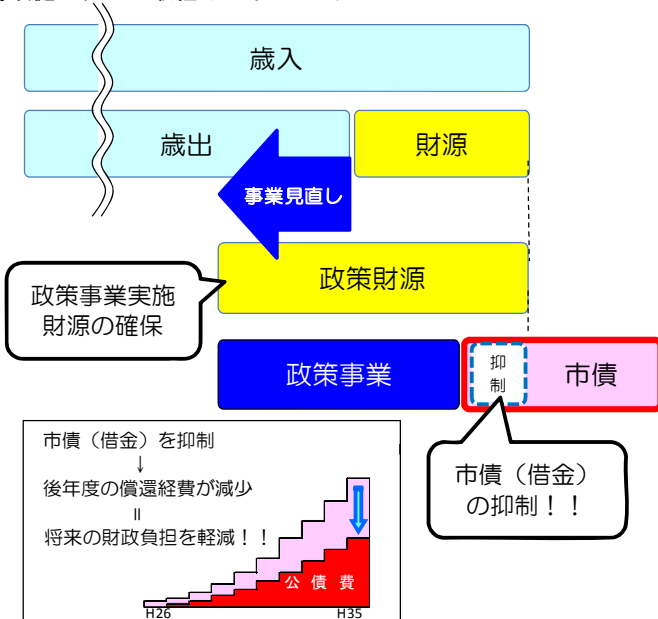 歳入
歳出
財源
事業見直し
政策財源
政策事業実施
財源の確保
政策事業
抑
制
市債
市債（借金）
の抑制！！
市債（借金）を抑制
↓
後年度の償還経費が減少
＝
将来の財政負担を軽減！！
公債費
H26
H35